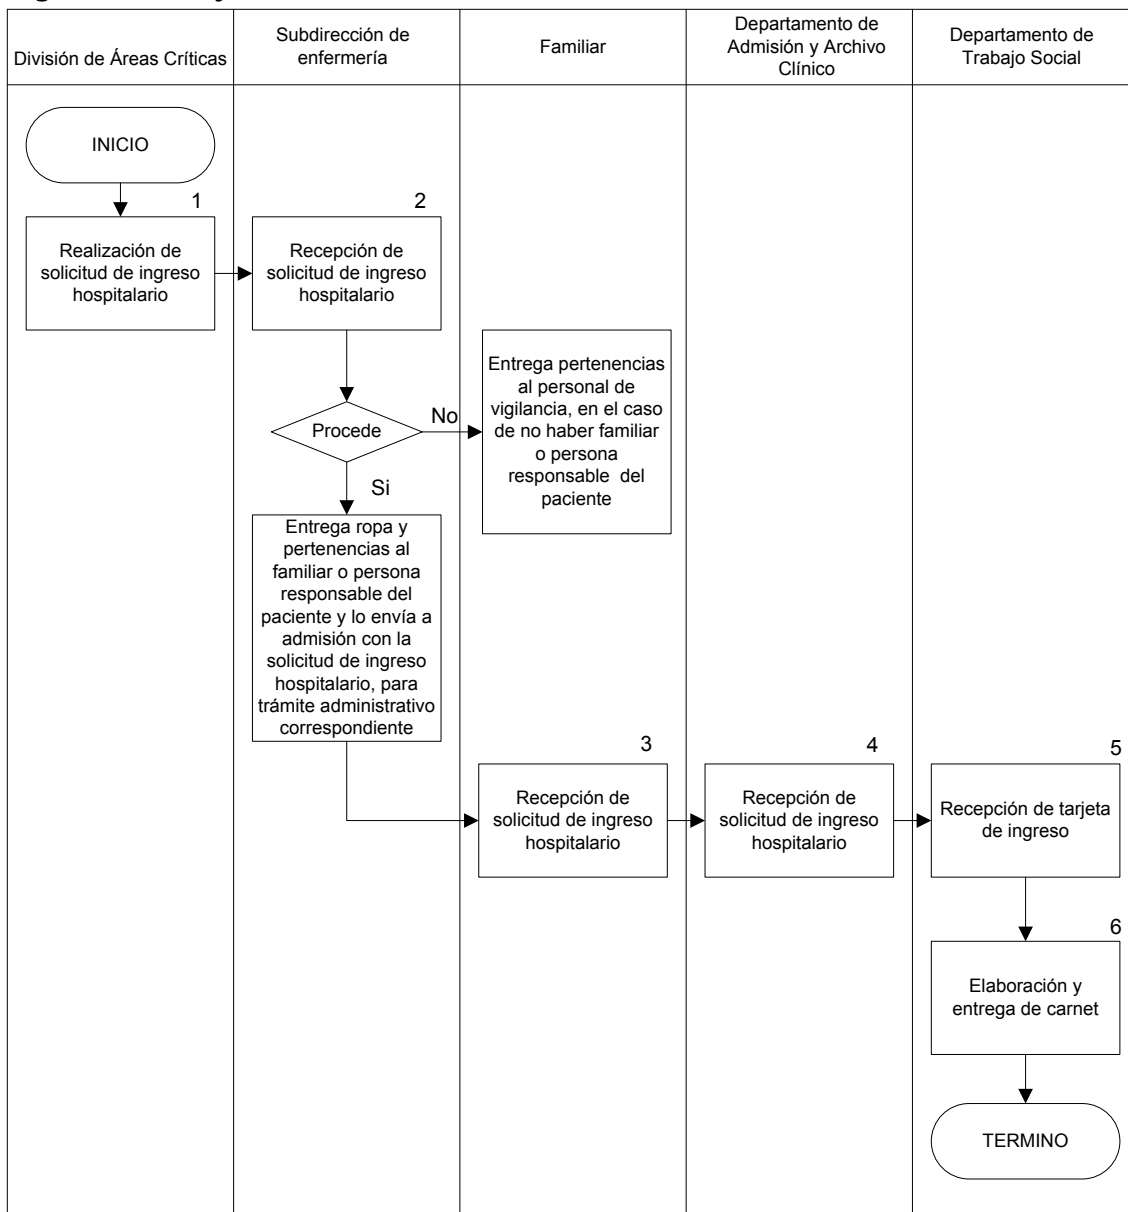 División de Áreas Críticas
Subdirección de
enfermería
Familiar
Departamento de
Admisión y Archivo
Clínico
Departamento de
Trabajo Social
INICIO
1
Realización de
solicitud de ingreso
hospitalario
2
Recepción de
solicitud de ingreso
hospitalario
Procede
No
Entrega pertenencias
al personal de
vigilancia, en el caso
de no haber familiar
o persona
responsable del
paciente
Si
Entrega ropa y
pertenencias al
familiar o persona
responsable del
paciente y lo envía a
admisión con la
solicitud de ingreso
hospitalario, para
trámite administrativo
correspondiente
3
Recepción de
solicitud de ingreso
hospitalario
4
Recepción de
solicitud de ingreso
hospitalario
5
Recepción de tarjeta
de ingreso
6
Elaboración y
entrega de carnet
TERMINO